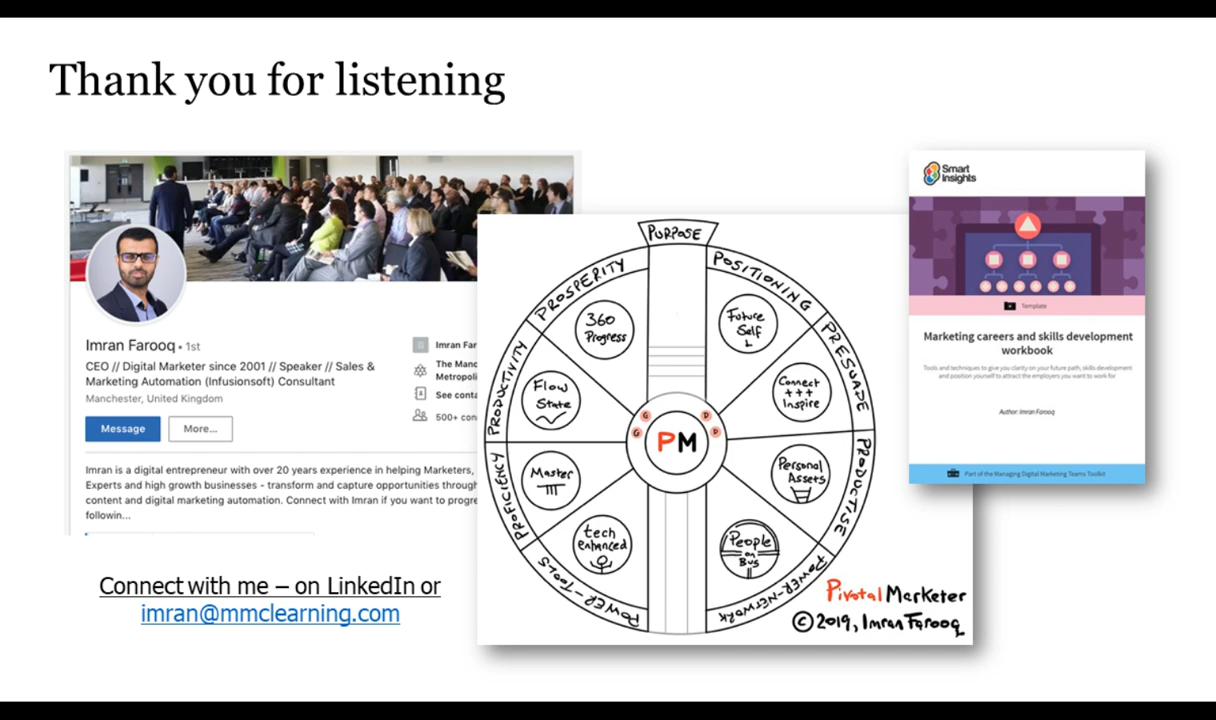 Thank you for listening
Imran Farooq • 1st
CEO // Digital Marketer since 2001 // Speaker // Sales &
Marketing Automation (Infusionsoft) Consultant
Manchester, United Kingdom
Message
More...
Imran Far
The Manc
Metropoli
See conta
500+ con
Imran is a digital entrepreneur with over 20 years experience in helping Marketers,
Experts and high growth businesses - transform and capture opportunities through
content and digital marketing automation. Connect with Imran if you want to progre
followin...
Connect with me – on LinkedIn or
imran@mmclearning.com
PURPOSE
POSITIONING
Future
Self
PRESUADE
Connect
+++
Inspire
PRODUCTISE
Personal
Assets
POWER-NETWORK
People
on
Bus
POWER-TOOLS
tech
enhanced
PROFICIENCY
Master
PRODUCTIVITY
Flow
State
PROSPERITY
360
Progress
G
G
D
D
PM
Pivotal Marketer
© 2019, Imran Farooq
Smart
Insights
Template
Marketing careers and skills development
workbook
Tools and techniques to give you clarity on your future path, skills development
and position yourself to attract the employers you want to work for
Author: Imran Farooq
Part of the Managing Digital Marketing Teams Toolkit